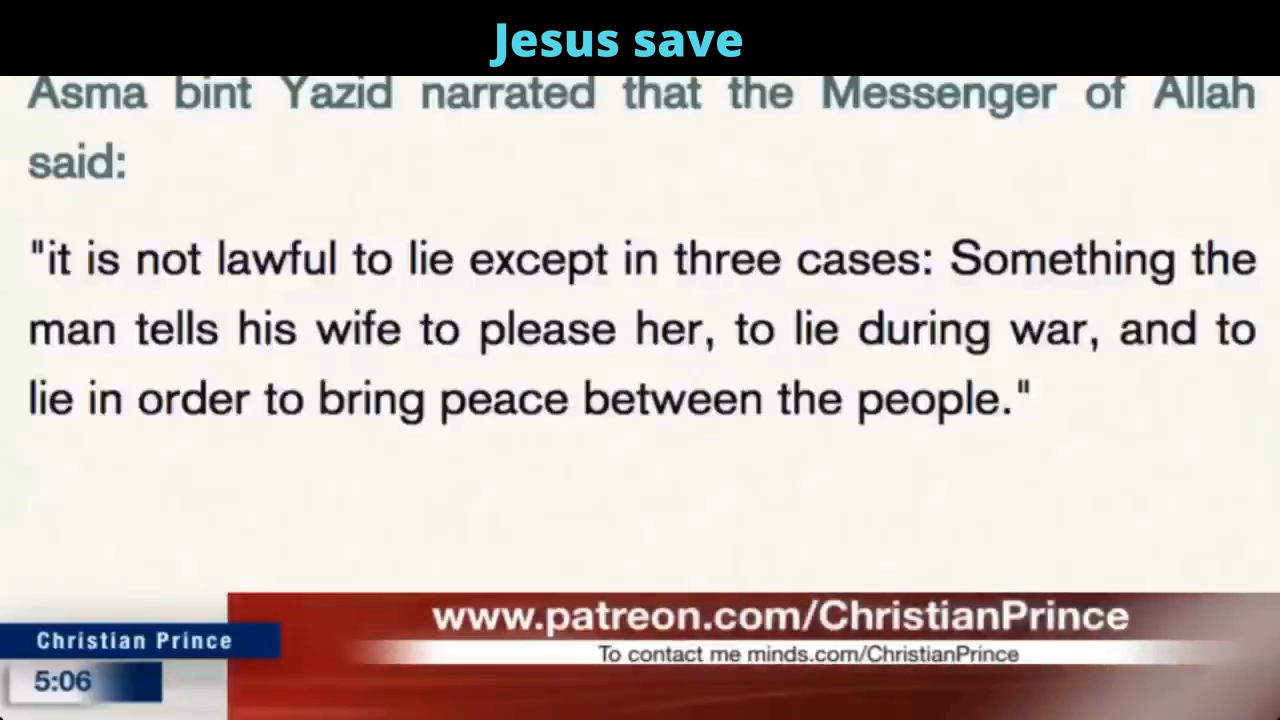 Jesus save
Asma bint Yazid narrated that the Messenger of Allah
said:
"it is not lawful to lie except in three cases: Something the
man tells his wife to please her, to lie during war, and to
lie in order to bring peace between the people."
www.patreon.com/ChristianPrince
Christian Prince
To contact me minds.com/ChristianPrince
5:06